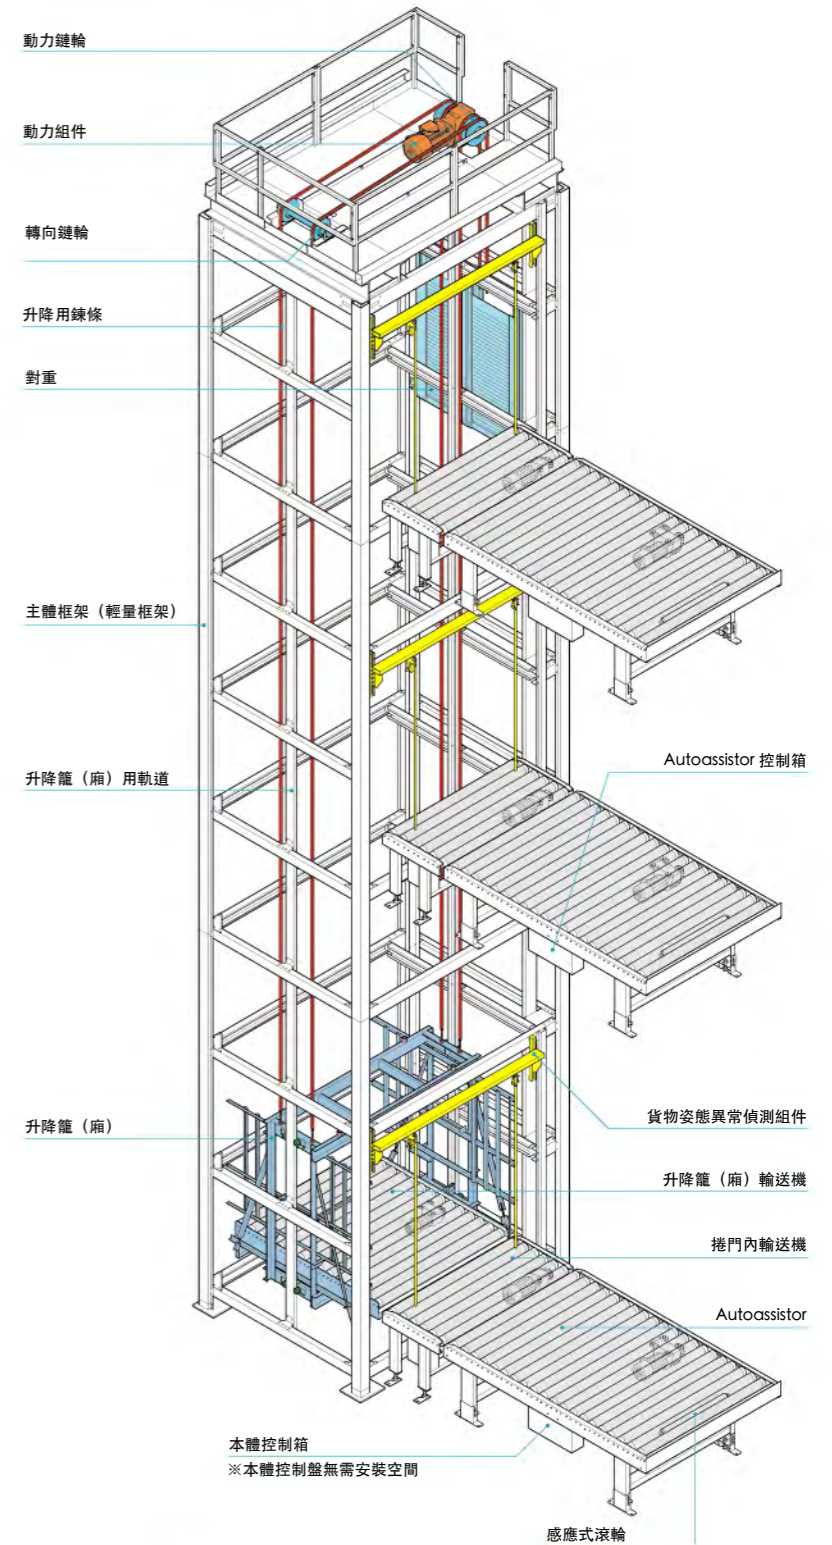 動力鏈輪
動力組件
轉向鏈輪
升降用鍊條
對重
主體框架（輕量框架）
Autoassistor 控制箱
升降籠（廂）用軌道
貨物姿態異常偵測組件
升降籠（廂）
升降籠（廂）輸送機
捲門內輸送機
Autoassistor
本體控制箱
※本體控制盤無需安裝空間
感應式滾輪